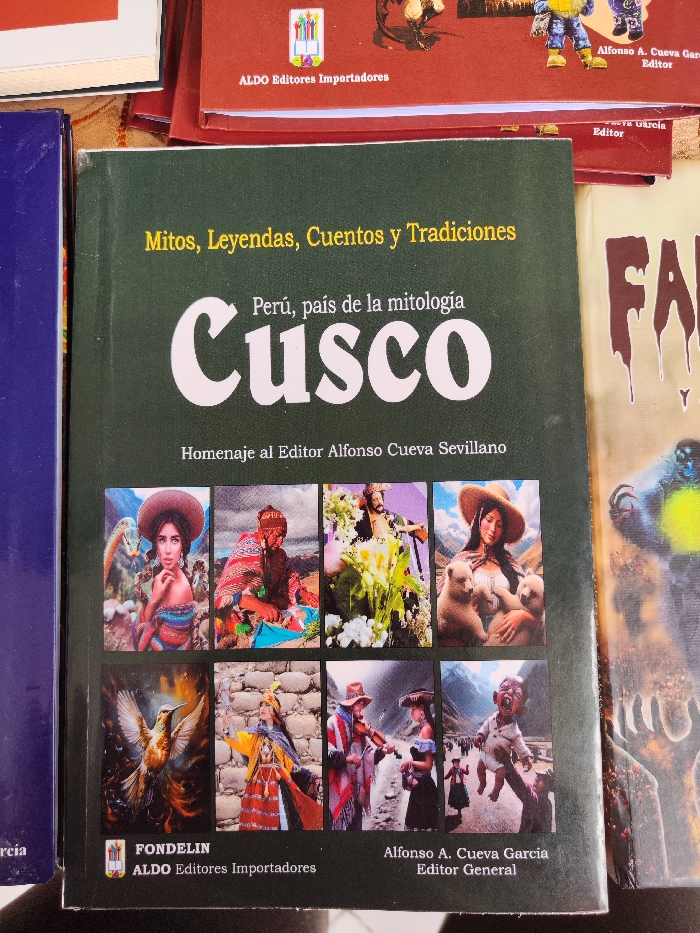 ALDO Editores Importadores
Alfonso A. Cueva
Editor
García
Editor
Mitos, Leyendas, Cuentos y Tradiciones
Perú, país de la mitología
Cusco
Homenaje al Editor Alfonso Cueva Sevillano
FONDELIN
ALDO Editores Importadores
Alfonso A. Cueva García
Editor General
Y